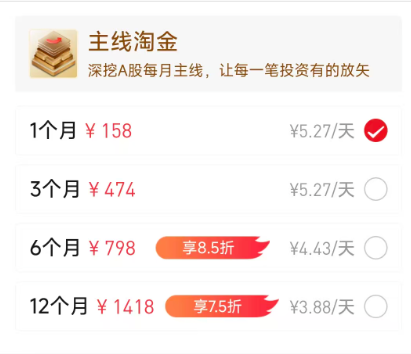 主线淘金
深挖A股每月主线，让每一笔投资有的放矢
1个月 ¥158 ¥5.27/天
3个月 ¥474 ¥5.27/天
6个月 ¥798 享8.5折 ¥4.43/天
12个月 ¥1418 享7.5折 ¥3.88/天